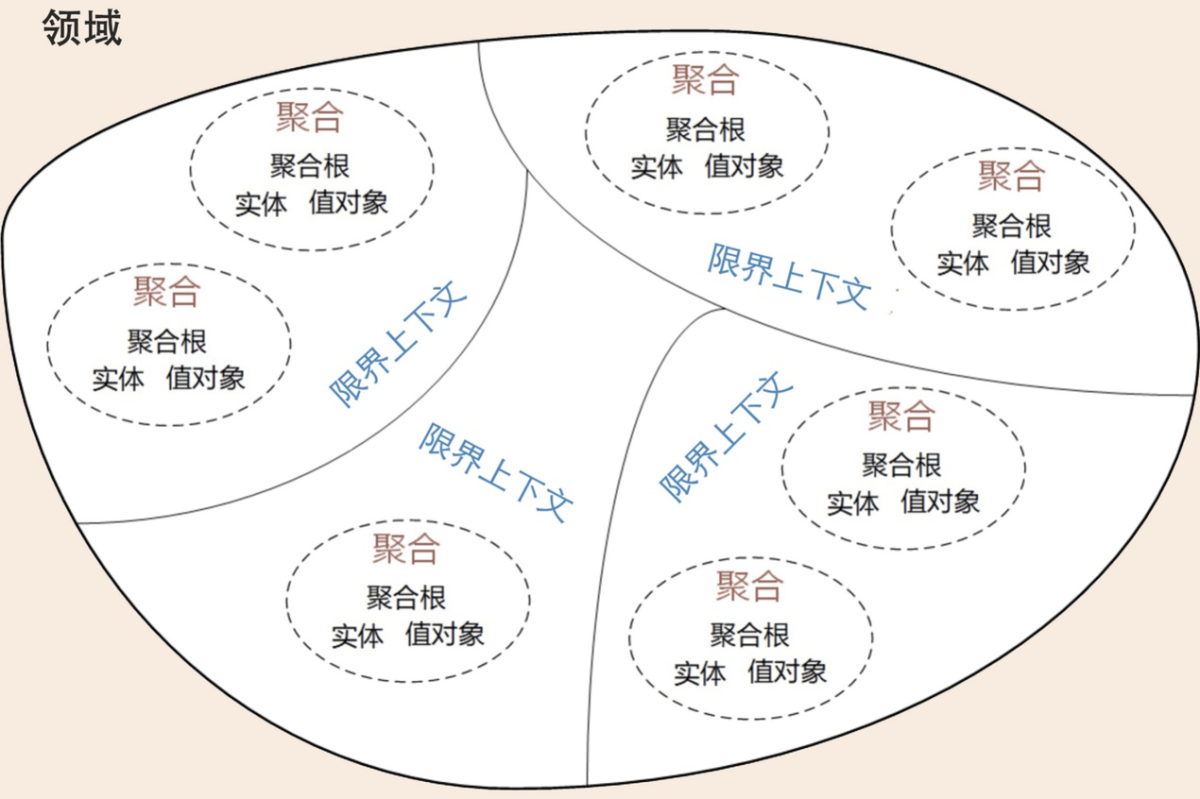 领域
聚合
聚合根
实体 值对象
聚合
聚合根
实体 值对象
限界上下文
聚合
聚合根
实体 值对象
聚合
聚合根
实体 值对象
限界上下文
限界上下文
聚合
聚合根
实体 值对象
限界上下文
聚合
聚合根
实体 值对象
聚合
聚合根
实体 值对象